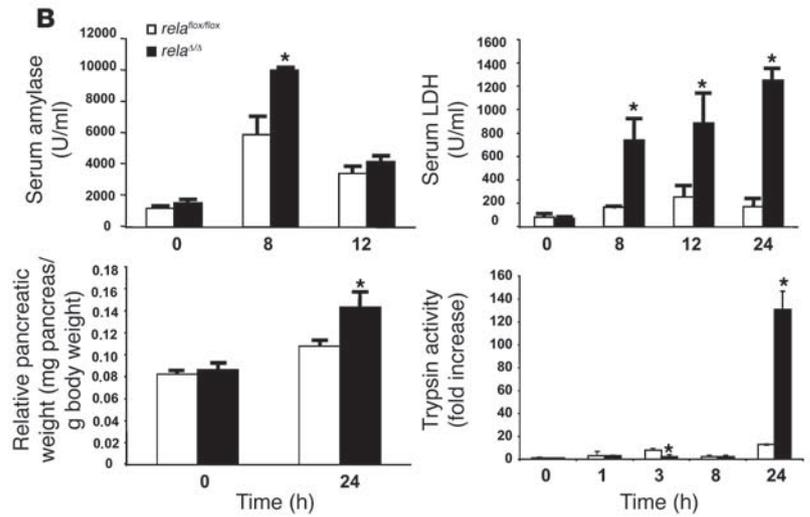 B
rela^flox/flox
rela^Δ/Δ
Serum amylase
(U/ml)
12000
10000
8000
6000
4000
2000
0
*
0 8 12
Serum LDH
(U/ml)
1600
1400
1200
1000
800
600
400
200
0
* * *
0 8 12 24
Relative pancreatic
weight (mg pancreas/
g body weight)
0.18
0.16
0.14
0.12
0.10
0.08
0.06
0.04
0.02
0
*
0 24
Time (h)
Trypsin activity
(fold increase)
160
140
120
100
80
60
40
20
0
* *
0 1 3 8 24
Time (h)